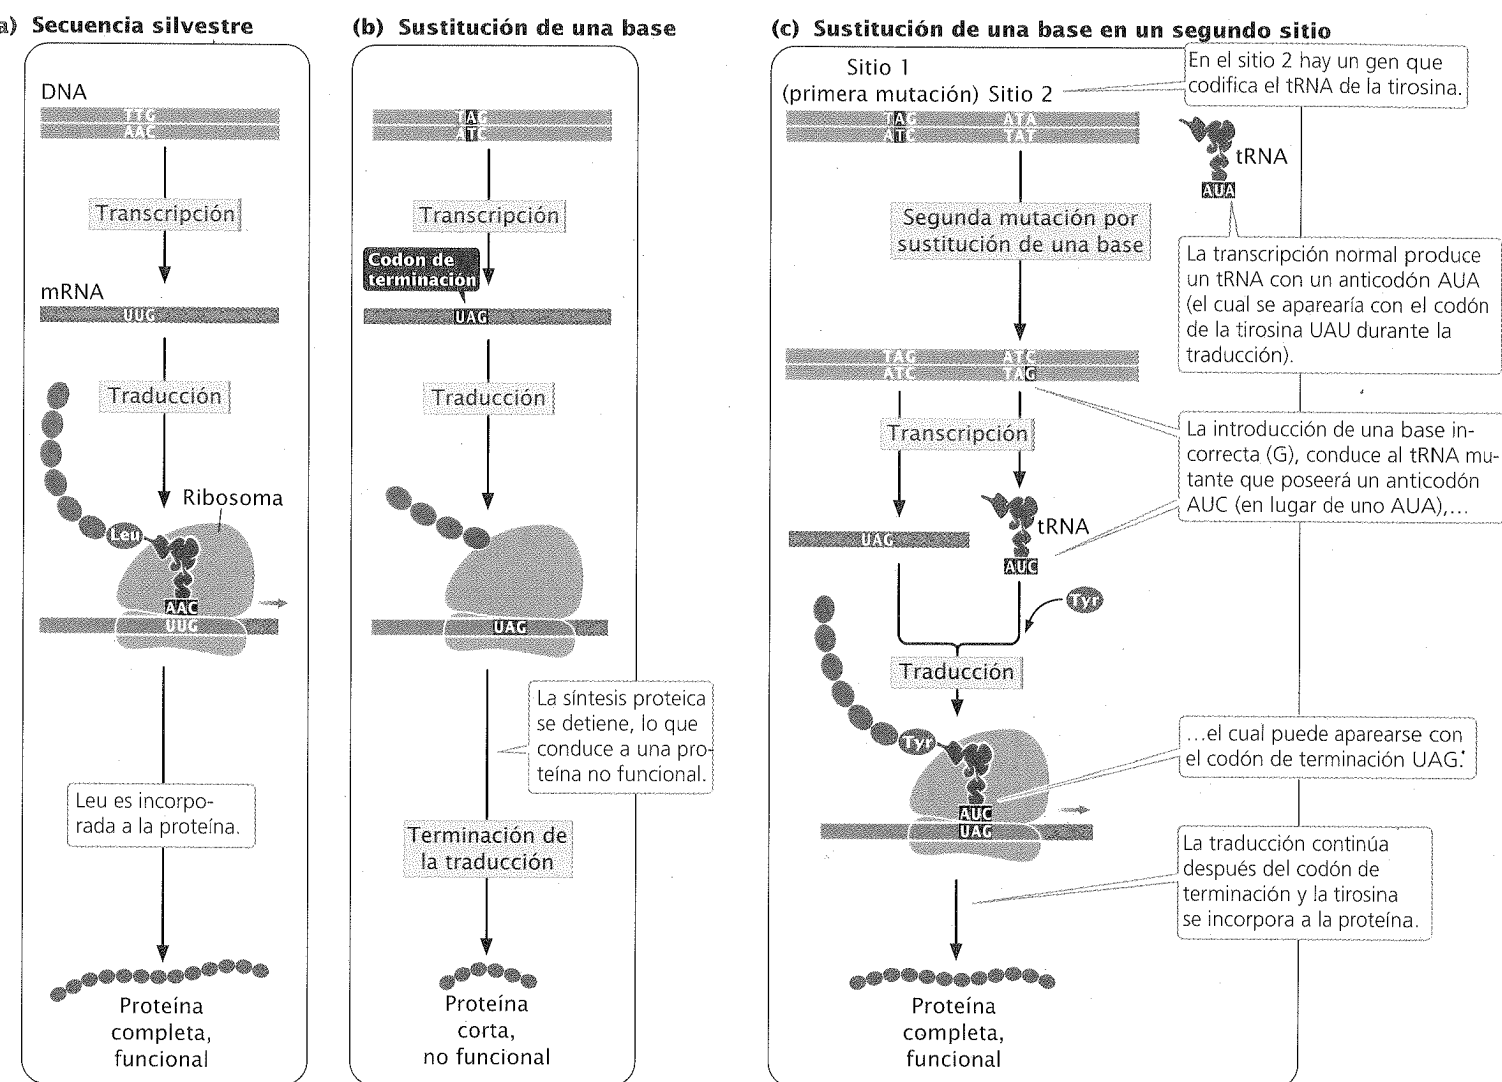 a) Secuencia silvestre
DNA
TTG
AAC
Transcripción
mRNA
UUG
Traducción
Ribosoma
Leu
AAC
UUG
Leu es incorpo-
rada a la proteína.
Proteína
completa,
funcional
(b) Sustitución de una base
TAG
ATC
Transcripción
Codon de
terminación
UAG
Traducción
UAG
La síntesis proteica
se detiene, lo que
conduce a una pro-
teína no funcional.
Terminación de
la traducción
Proteína
corta,
no funcional
(c) Sustitución de una base en un segundo sitio
Sitio 1
(primera mutación) Sitio 2
En el sitio 2 hay un gen que
codifica el tRNA de la tirosina.
TAG ATA
ATC TAT
tRNA
AUA
Segunda mutación por
sustitución de una base
La transcripción normal produce
un tRNA con un anticodón AUA
(el cual se aparearía con el codón
de la tirosina UAU durante la
traducción).
TAG ATC
ATC TAG
Transcripción
La introducción de una base in-
correcta (G), conduce al tRNA mu-
tante que poseerá un anticodón
AUC (en lugar de uno AUA),...
UAG
tRNA
AUC
Tyr
Traducción
Tyr
...el cual puede aparearse con
el codón de terminación UAG.
AUC
UAG
La traducción continúa
después del codón de
terminación y la tirosina
se incorpora a la proteína.
Proteína
completa,
funcional